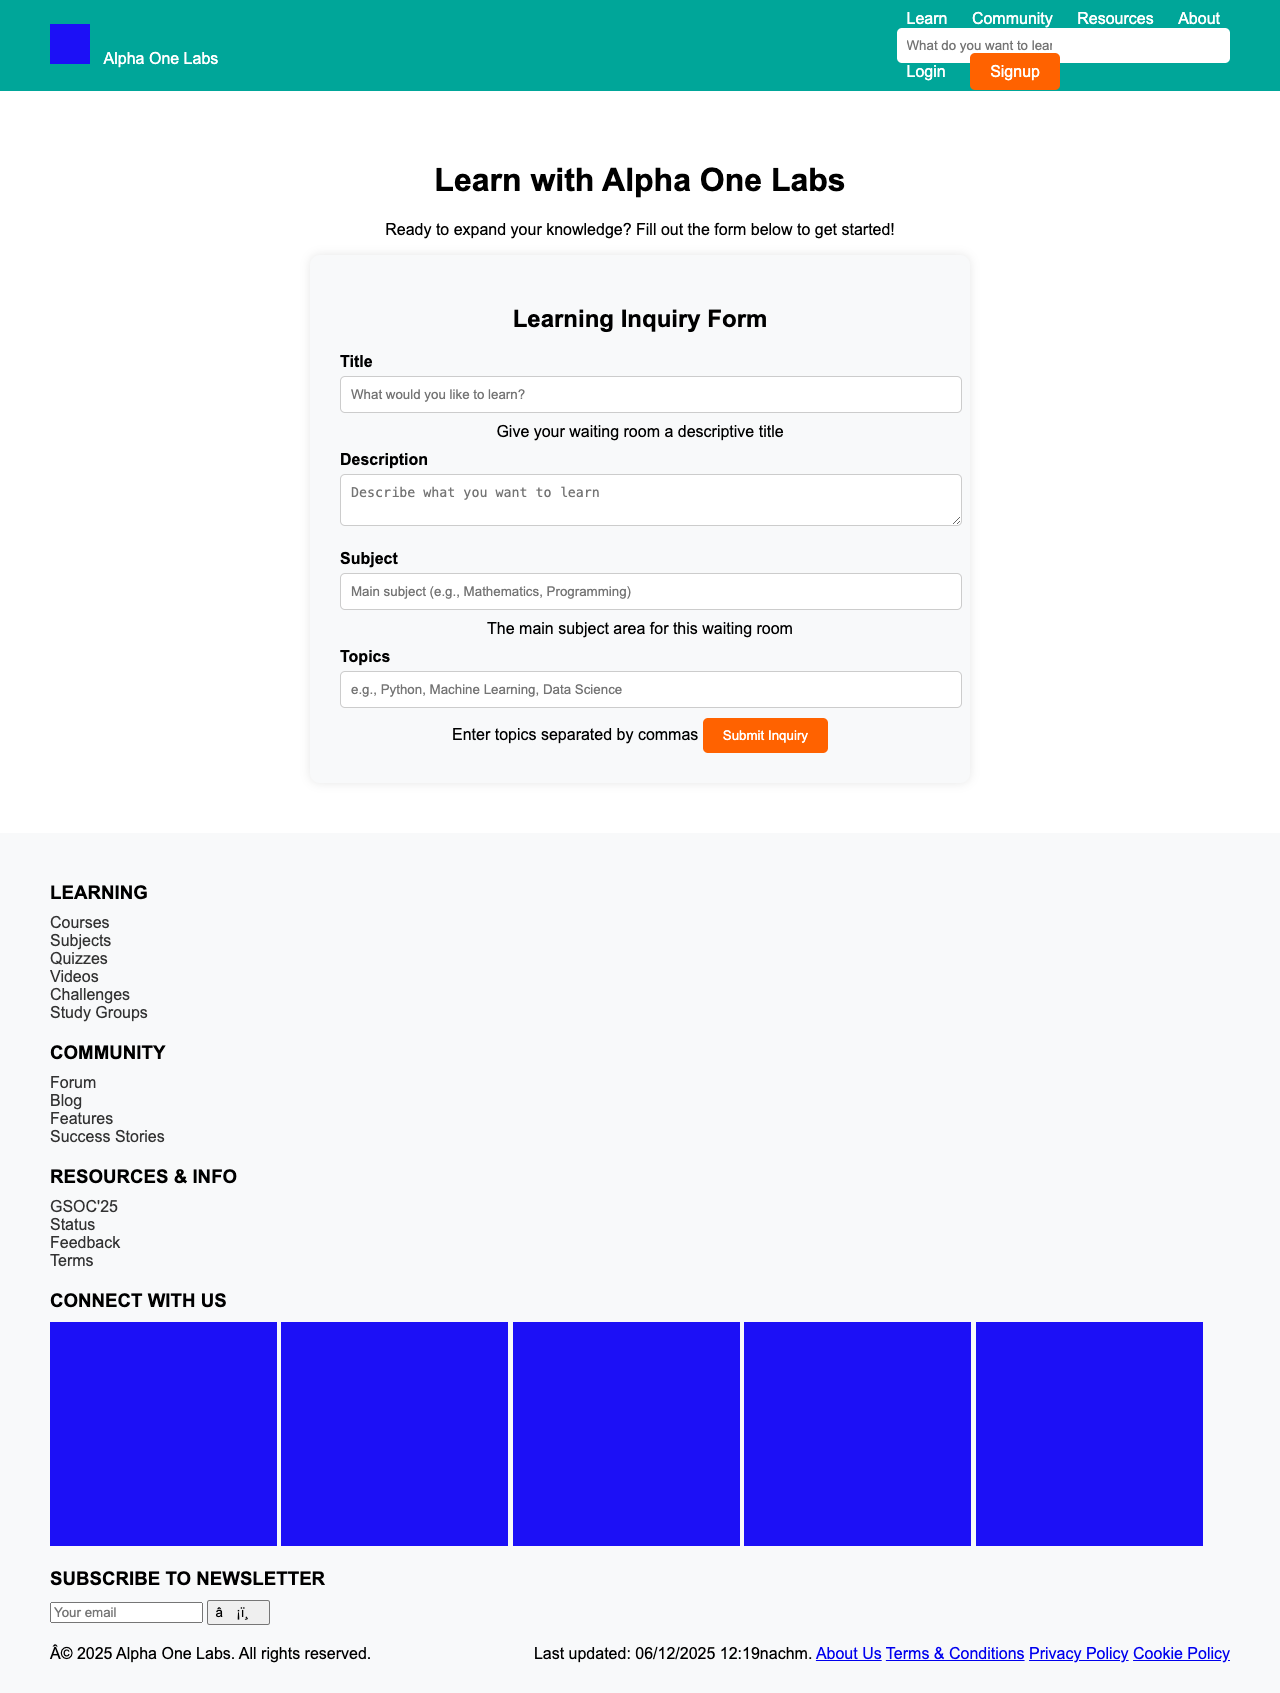 Learn Community Resources About
Alpha One Labs
What do you want to lear
Login Signup
Learn with Alpha One Labs
Ready to expand your knowledge? Fill out the form below to get started!
Learning Inquiry Form
Title
What would you like to learn?
Give your waiting room a descriptive title
Description
Describe what you want to learn
Subject
Main subject (e.g., Mathematics, Programming)
The main subject area for this waiting room
Topics
e.g., Python, Machine Learning, Data Science
Enter topics separated by commas Submit Inquiry
LEARNING
Courses
Subjects
Quizzes
Videos
Challenges
Study Groups
COMMUNITY
Forum
Blog
Features
Success Stories
RESOURCES & INFO
GSOC'25
Status
Feedback
Terms
CONNECT WITH US
SUBSCRIBE TO NEWSLETTER
Your email â ¡ï¸
Â© 2025 Alpha One Labs. All rights reserved. Last updated: 06/12/2025 12:19nachm. About Us Terms & Conditions Privacy Policy Cookie Policy